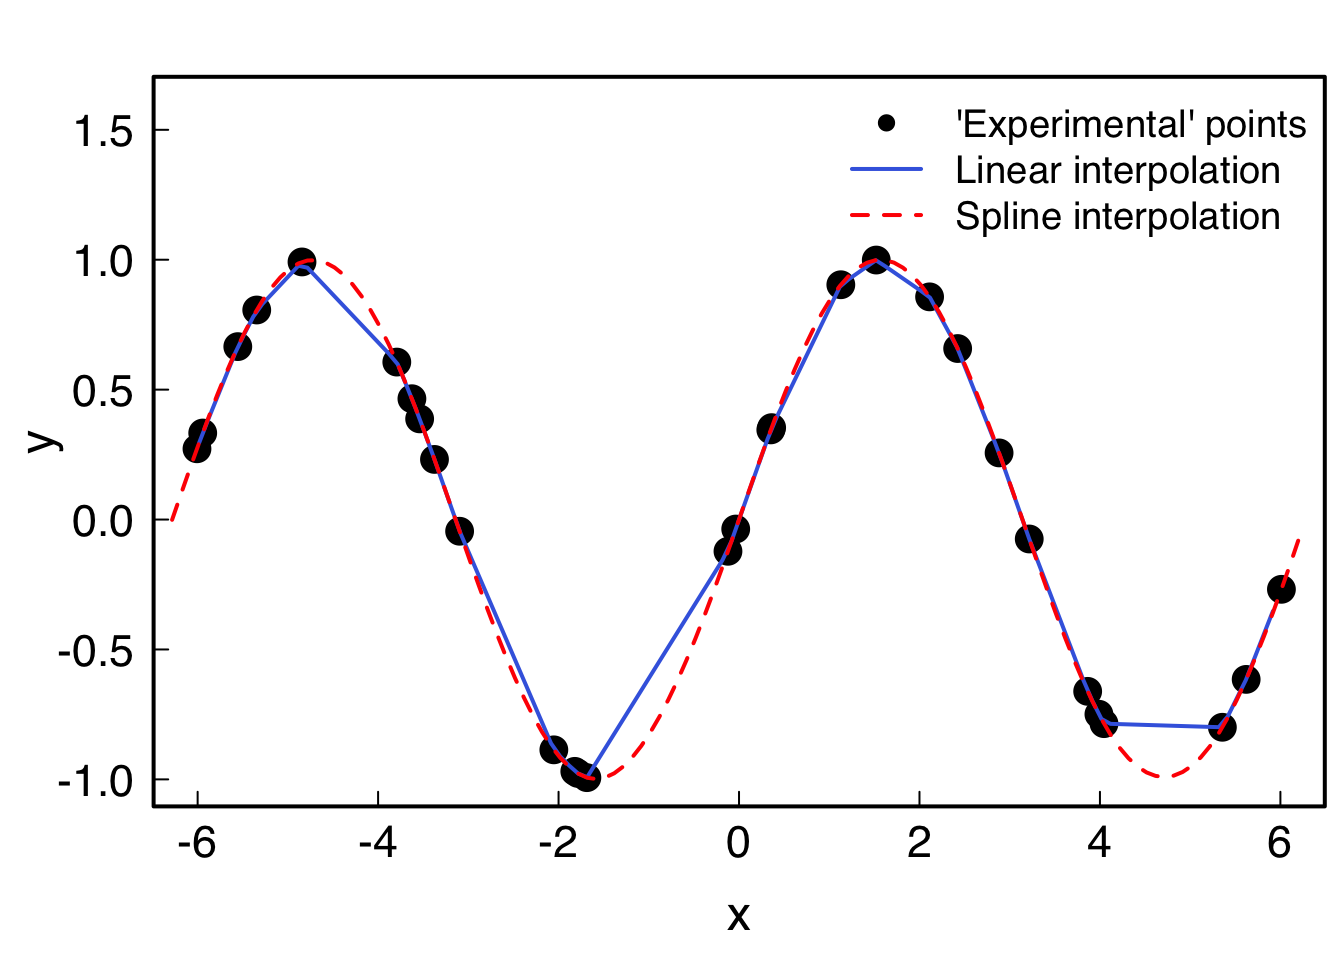 'Experimental' points
Linear interpolation
Spline interpolation
1.5
1.0
0.5
0.0
-0.5
-1.0
y
-6 -4 -2 0 2 4 6
x